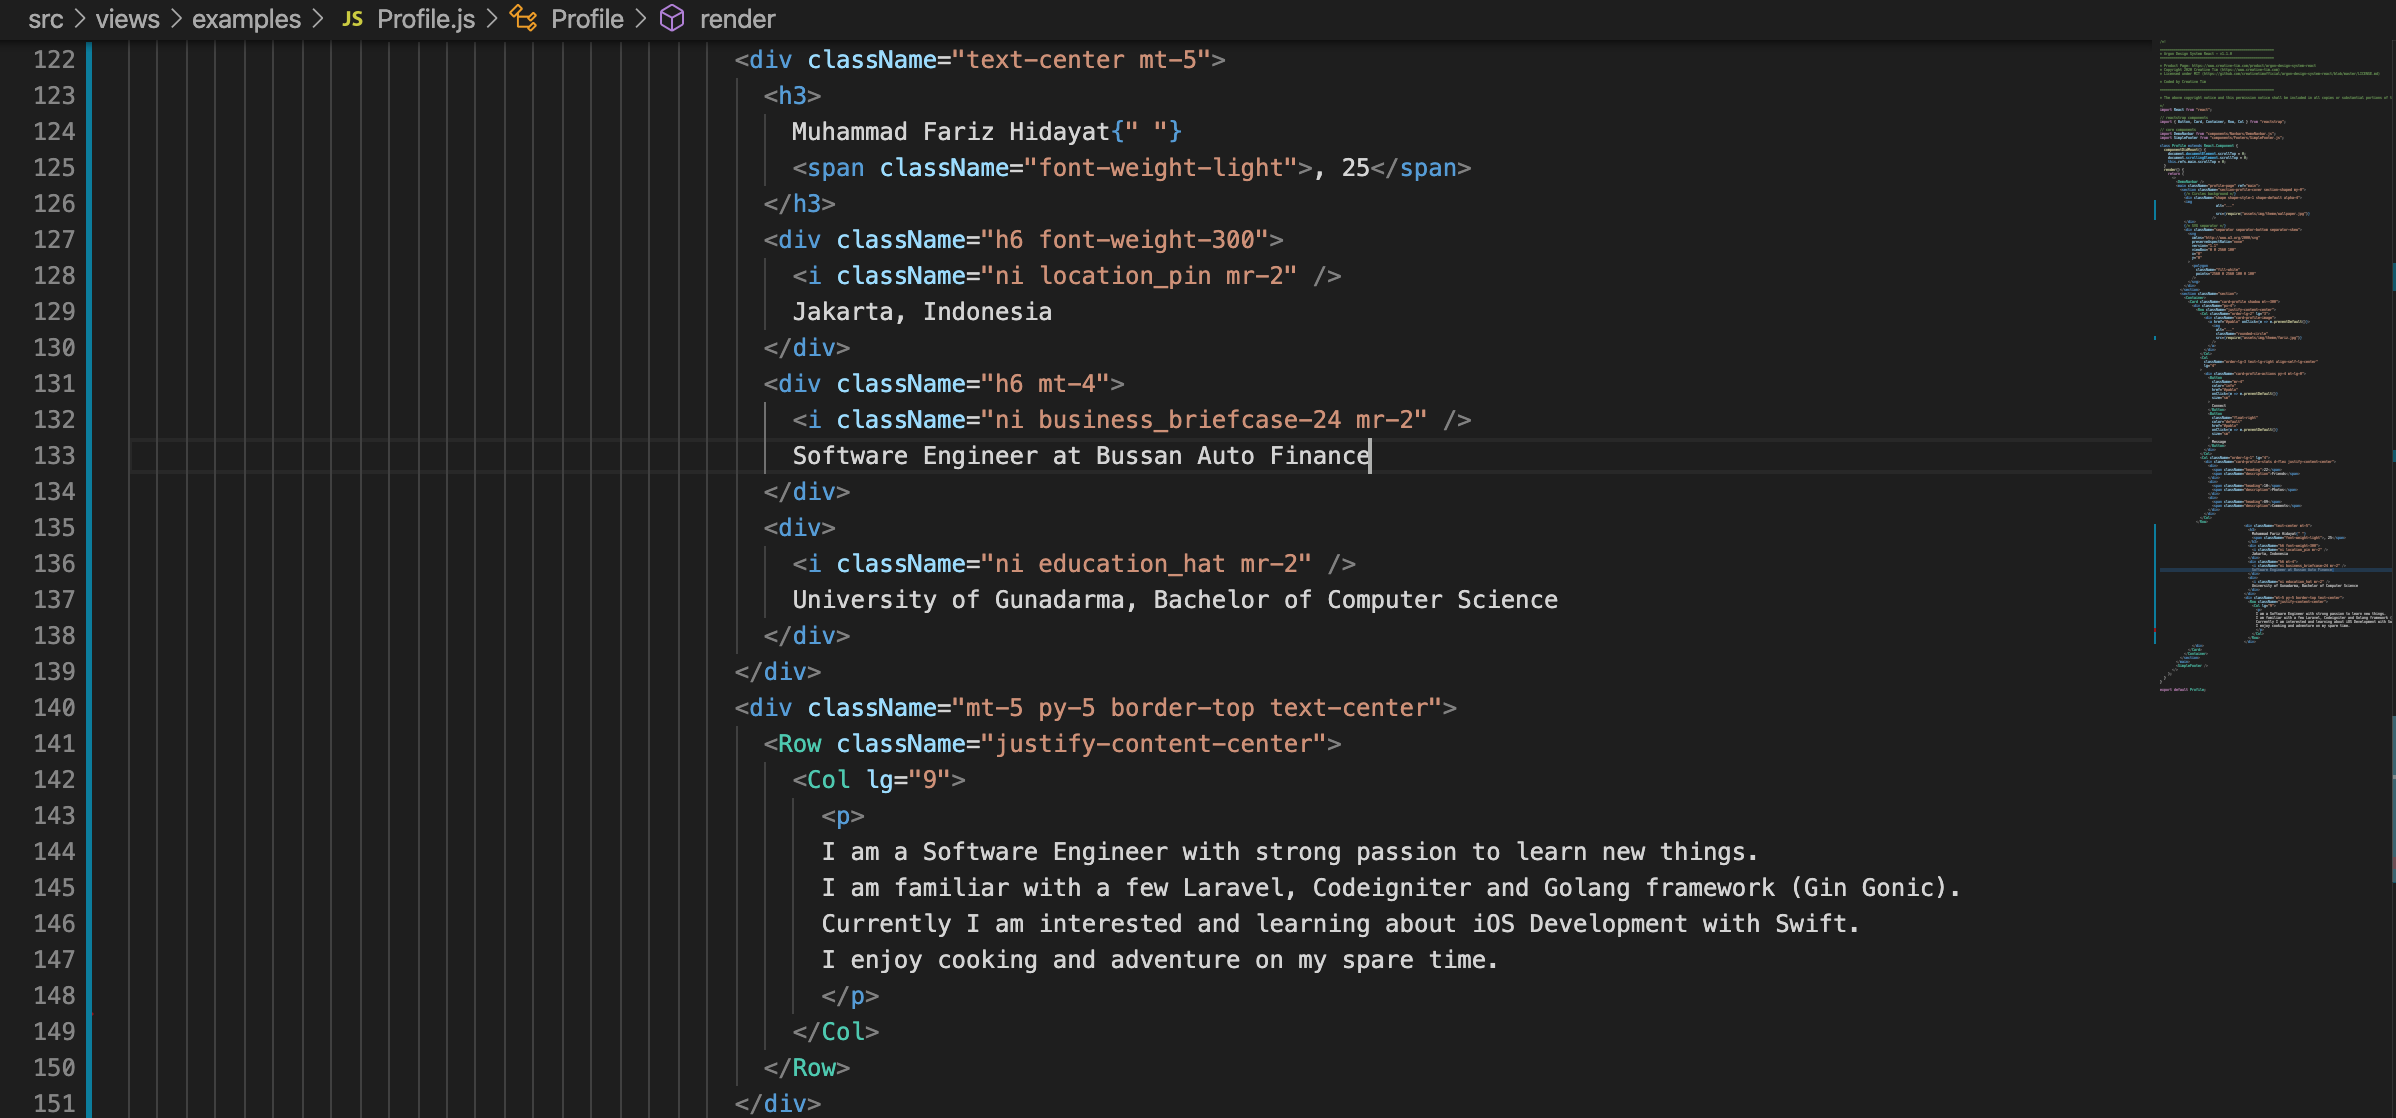 src > views > examples > JS Profile.js > Profile > render
122 <div className="text-center mt-5">
123 <h3>
124 Muhammad Fariz Hidayat{" "}
125 <span className="font-weight-light">, 25</span>
126 </h3>
127 <div className="h6 font-weight-300">
128 <i className="ni location_pin mr-2" />
129 Jakarta, Indonesia
130 </div>
131 <div className="h6 mt-4">
132 <i className="ni business_briefcase-24 mr-2" />
133 Software Engineer at Bussan Auto Finance
134 </div>
135 <div>
136 <i className="ni education_hat mr-2" />
137 University of Gunadarma, Bachelor of Computer Science
138 </div>
139 </div>
140 <div className="mt-5 py-5 border-top text-center">
141 <Row className="justify-content-center">
142 <Col lg="9">
143 <p>
144 I am a Software Engineer with strong passion to learn new things.
145 I am familiar with a few Laravel, Codeigniter and Golang framework (Gin Gonic).
146 Currently I am interested and learning about iOS Development with Swift.
147 I enjoy cooking and adventure on my spare time.
148 </p>
149 </Col>
150 </Row>
151 </div>